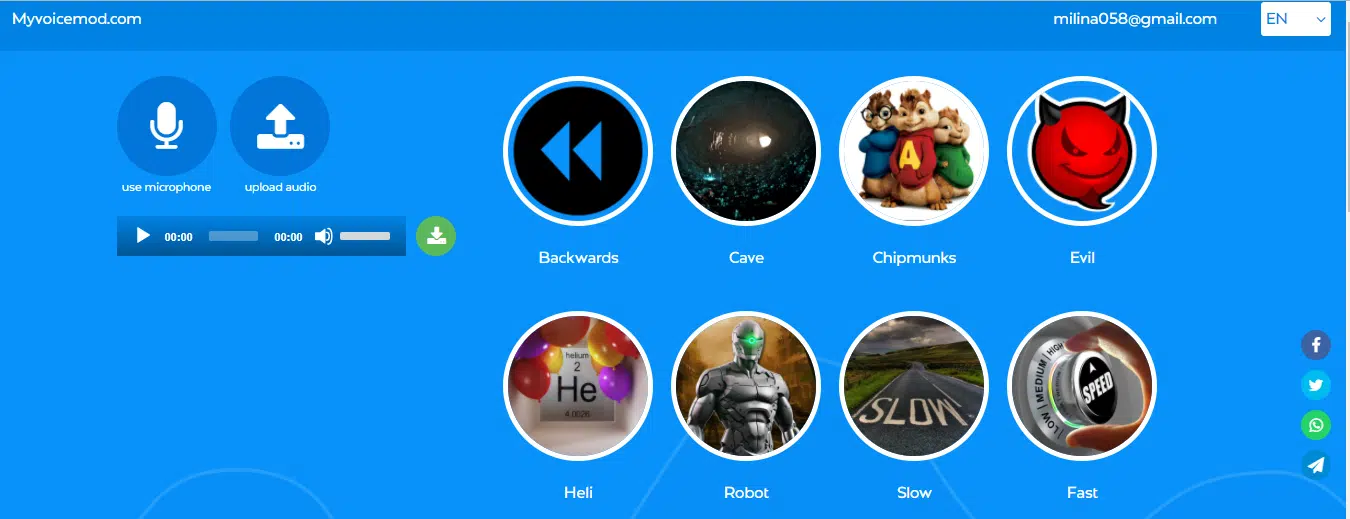 Myvoicemod.com
milina058@gmail.com
EN
use microphone
upload audio
00:00
00:00
A
Backwards
Cave
Chipmunks
Evil
helium
2
He
4.0026
SLOW
LOW | MEDIUM | HIGH
SPEED
Heli
Robot
Slow
Fast